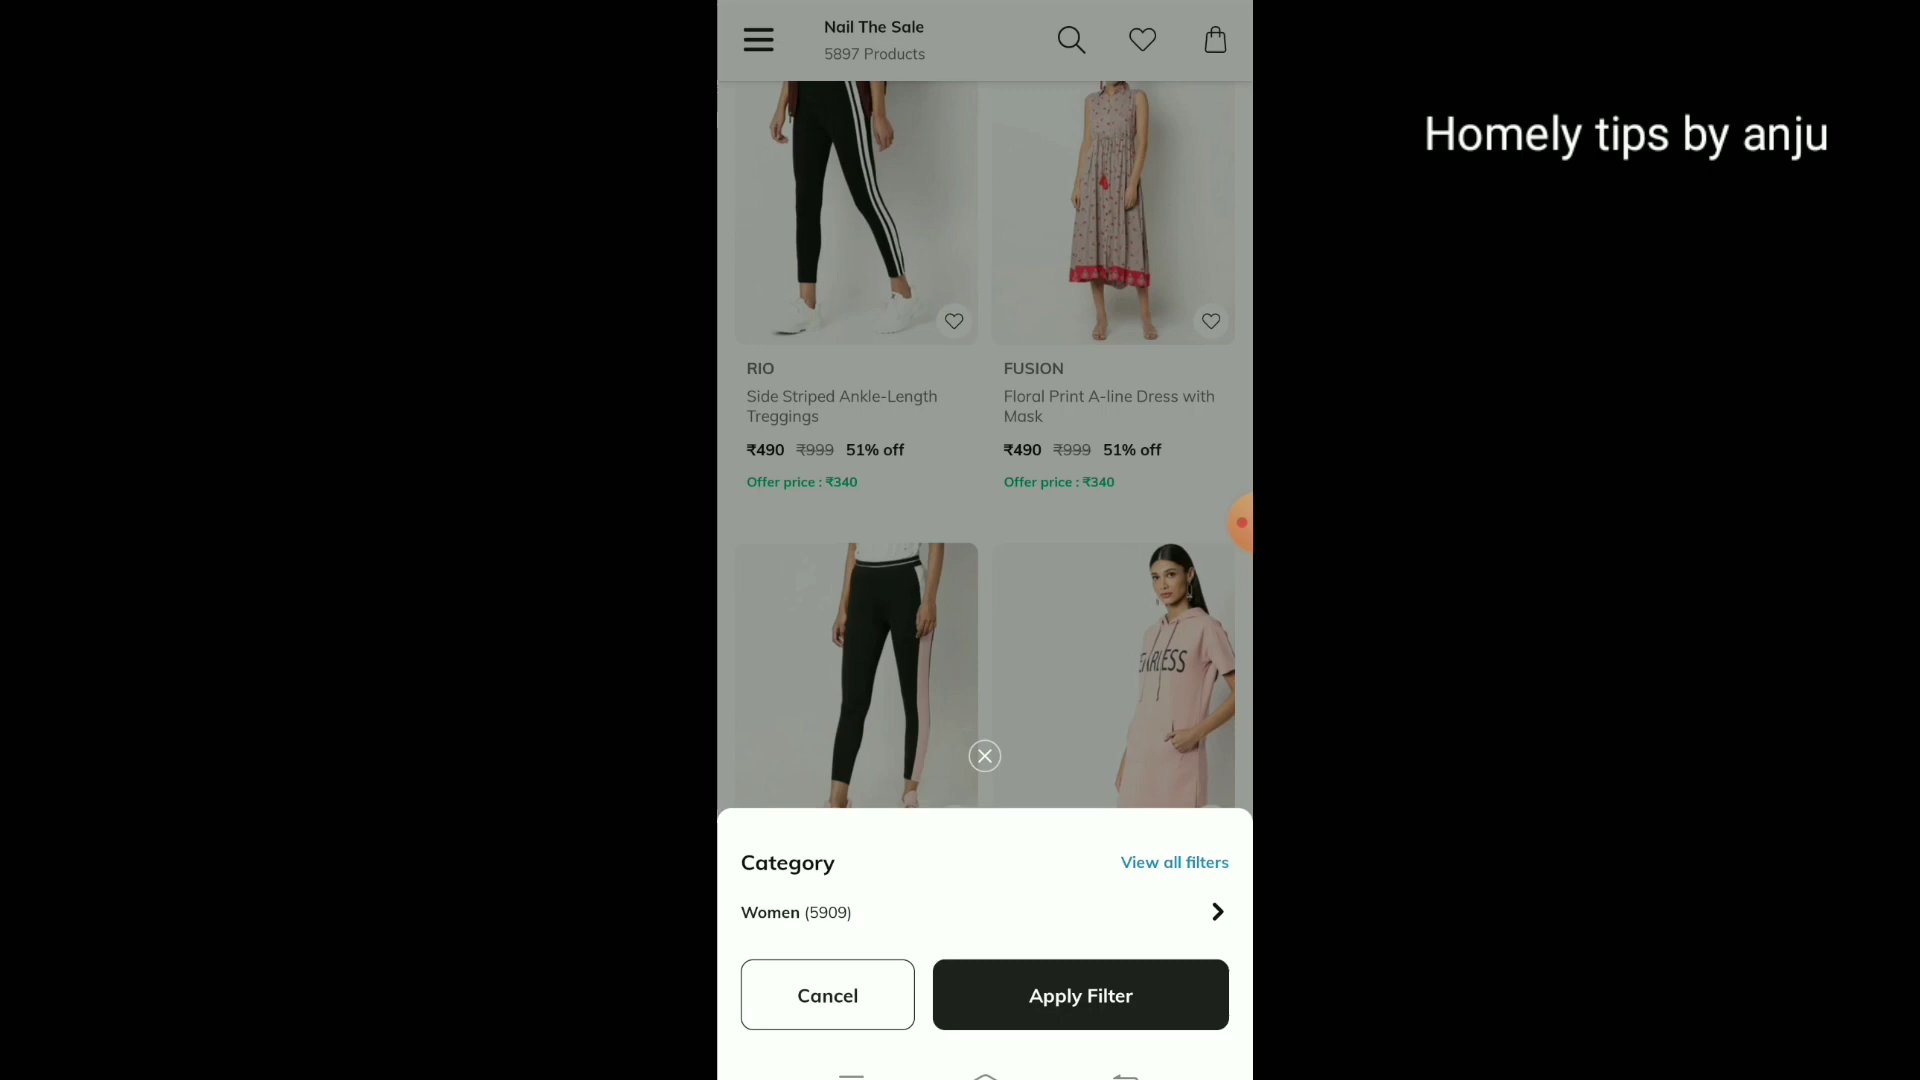 Nail The Sale
5897 Products
Homely tips by anju
RIO
Side Striped Ankle-Length
Treggings
₹490 ₹999 51% off
Offer price : ₹340
FUSION
Floral Print A-line Dress with
Mask
₹490 ₹999 51% off
Offer price : ₹340
Category
View all filters
Women (5909)
Cancel
Apply Filter